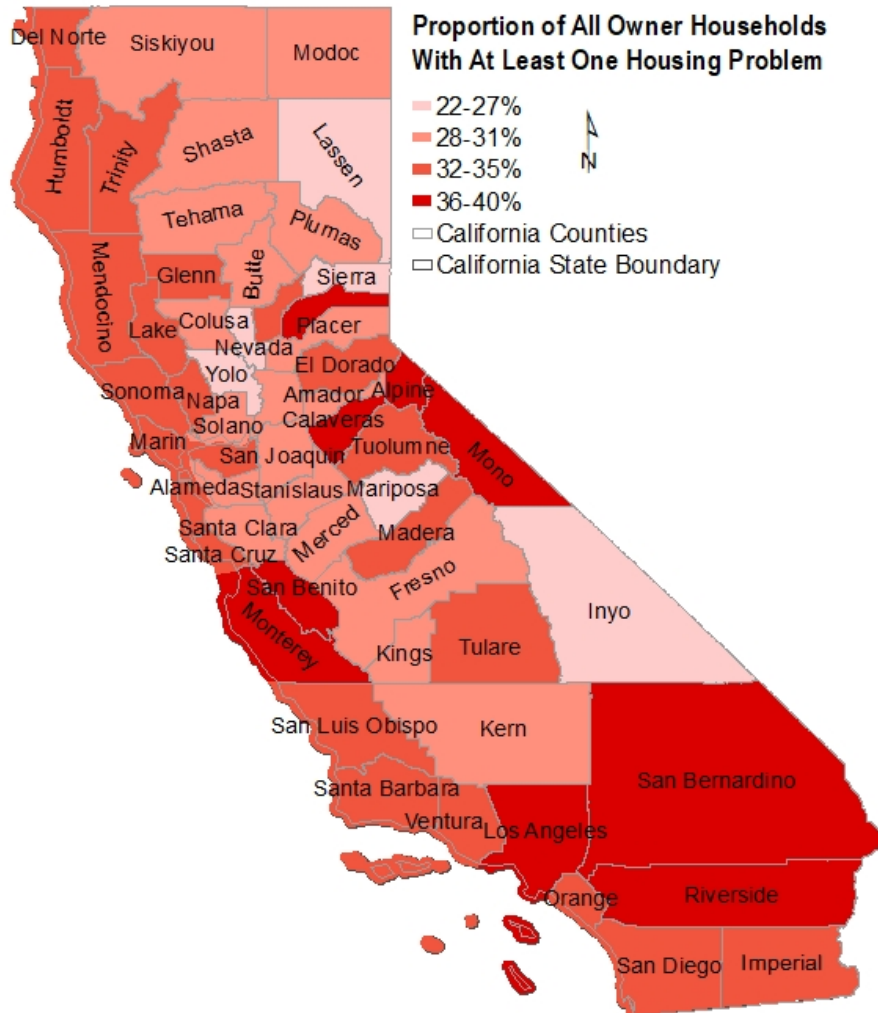 Proportion of All Owner Households
With At Least One Housing Problem
22-27%
28-31%
32-35%
36-40%
California Counties
California State Boundary
N
Del Norte
Siskiyou
Modoc
Humboldt
Trinity
Shasta
Lassen
Tehama
Plumas
Mendocino
Glenn
Butte
Sierra
Lake
Colusa
Placer
Nevada
Yolo
El Dorado
Sonoma
Napa
Amador
Alpine
Solano
Calaveras
Marin
San Joaquin
Tuolumne
Mono
Alameda
Stanislaus
Mariposa
Santa Clara
Merced
Madera
Santa Cruz
San Benito
Fresno
Inyo
Monterey
Kings
Tulare
San Luis Obispo
Kern
Santa Barbara
San Bernardino
Ventura
Los Angeles
Orange
Riverside
San Diego
Imperial